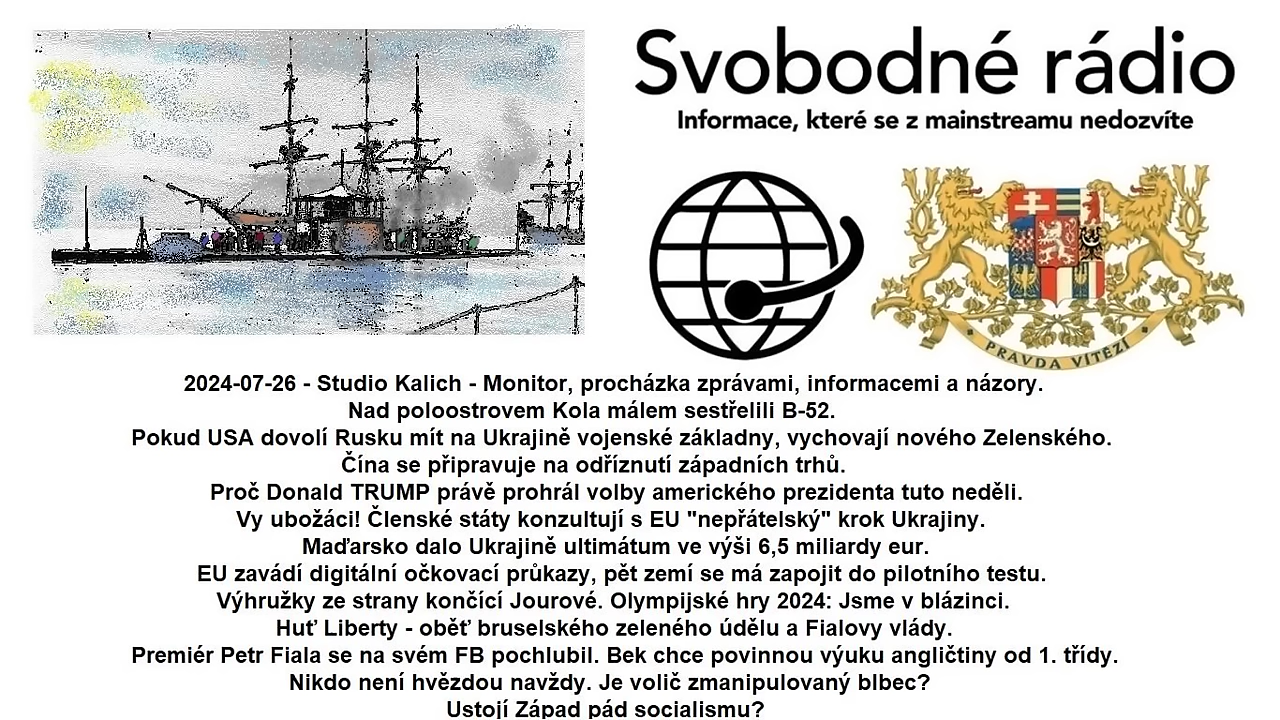 Svobodné rádio
Informace, které se z mainstreamu nedozvíte
PRAVDA VÍTĚZÍ
2024-07-26 - Studio Kalich - Monitor, procházka zprávami, informacemi a názory.
Nad poloostrovem Kola málem sestřelili B-52.
Pokud USA dovolí Rusku mít na Ukrajině vojenské základny, vychovají nového Zelenského.
Čína se připravuje na odříznutí západních trhů.
Proč Donald TRUMP právě prohrál volby amerického prezidenta tuto neděli.
Vy ubožáci! Členské státy konzultují s EU "nepřátelský" krok Ukrajiny.
Maďarsko dalo Ukrajině ultimátum ve výši 6,5 miliardy eur.
EU zavádí digitální očkovací průkazy, pět zemí se má zapojit do pilotního testu.
Výhružky ze strany končící Jourové. Olympijské hry 2024: Jsme v blázinci.
Huť Liberty - oběť bruselského zeleného údělu a Fialovy vlády.
Premiér Petr Fiala se na svém FB pochlubil. Bek chce povinnou výuku angličtiny od 1. třídy.
Nikdo není hvězdou navždy. Je volič zmanipulovaný blbec?
Ustojí Západ pád socialismu?